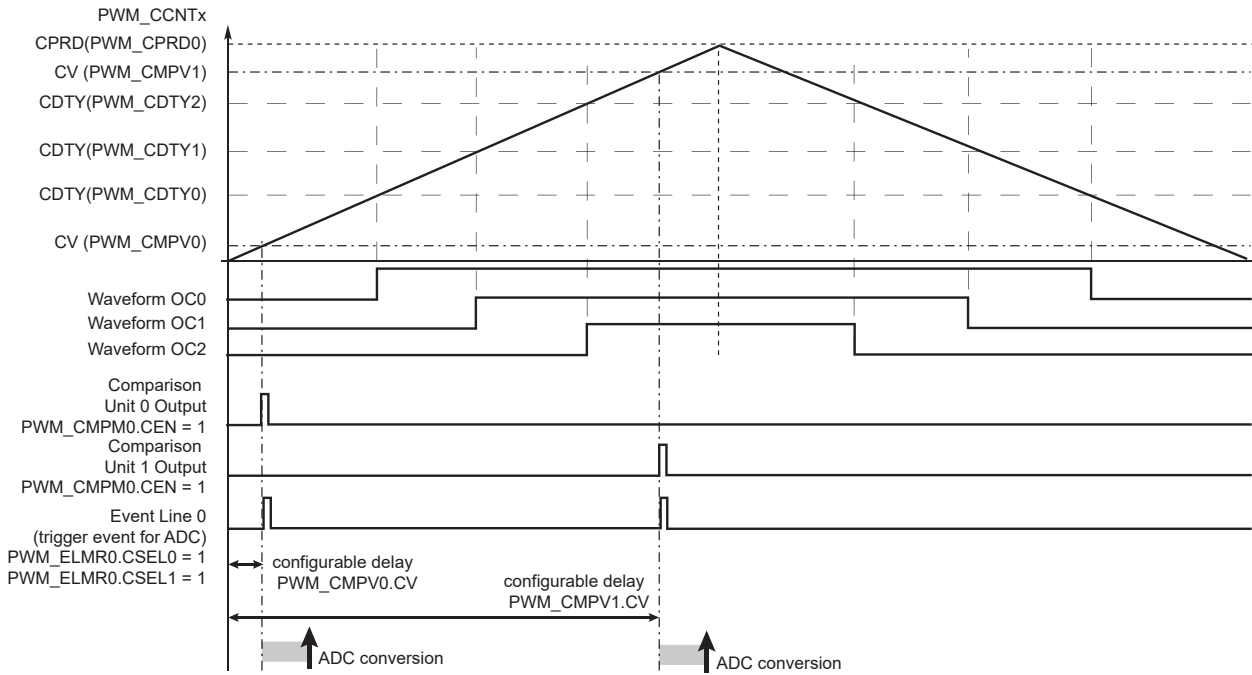 PWM_CCNTx
CPRD(PWM_CPRD0)
CV (PWM_CMPV1)
CDTY(PWM_CDTY2)
CDTY(PWM_CDTY1)
CDTY(PWM_CDTY0)
CV (PWM_CMPV0)
Waveform OC0
Waveform OC1
Waveform OC2
Comparison
Unit 0 Output
PWM_CMPM0.CEN = 1
Comparison
Unit 1 Output
PWM_CMPM0.CEN = 1
Event Line 0
(trigger event for ADC)
PWM_ELMR0.CSEL0 = 1
PWM_ELMR0.CSEL1 = 1
configurable delay
PWM_CMPV0.CV
configurable delay
PWM_CMPV1.CV
ADC conversion
ADC conversion